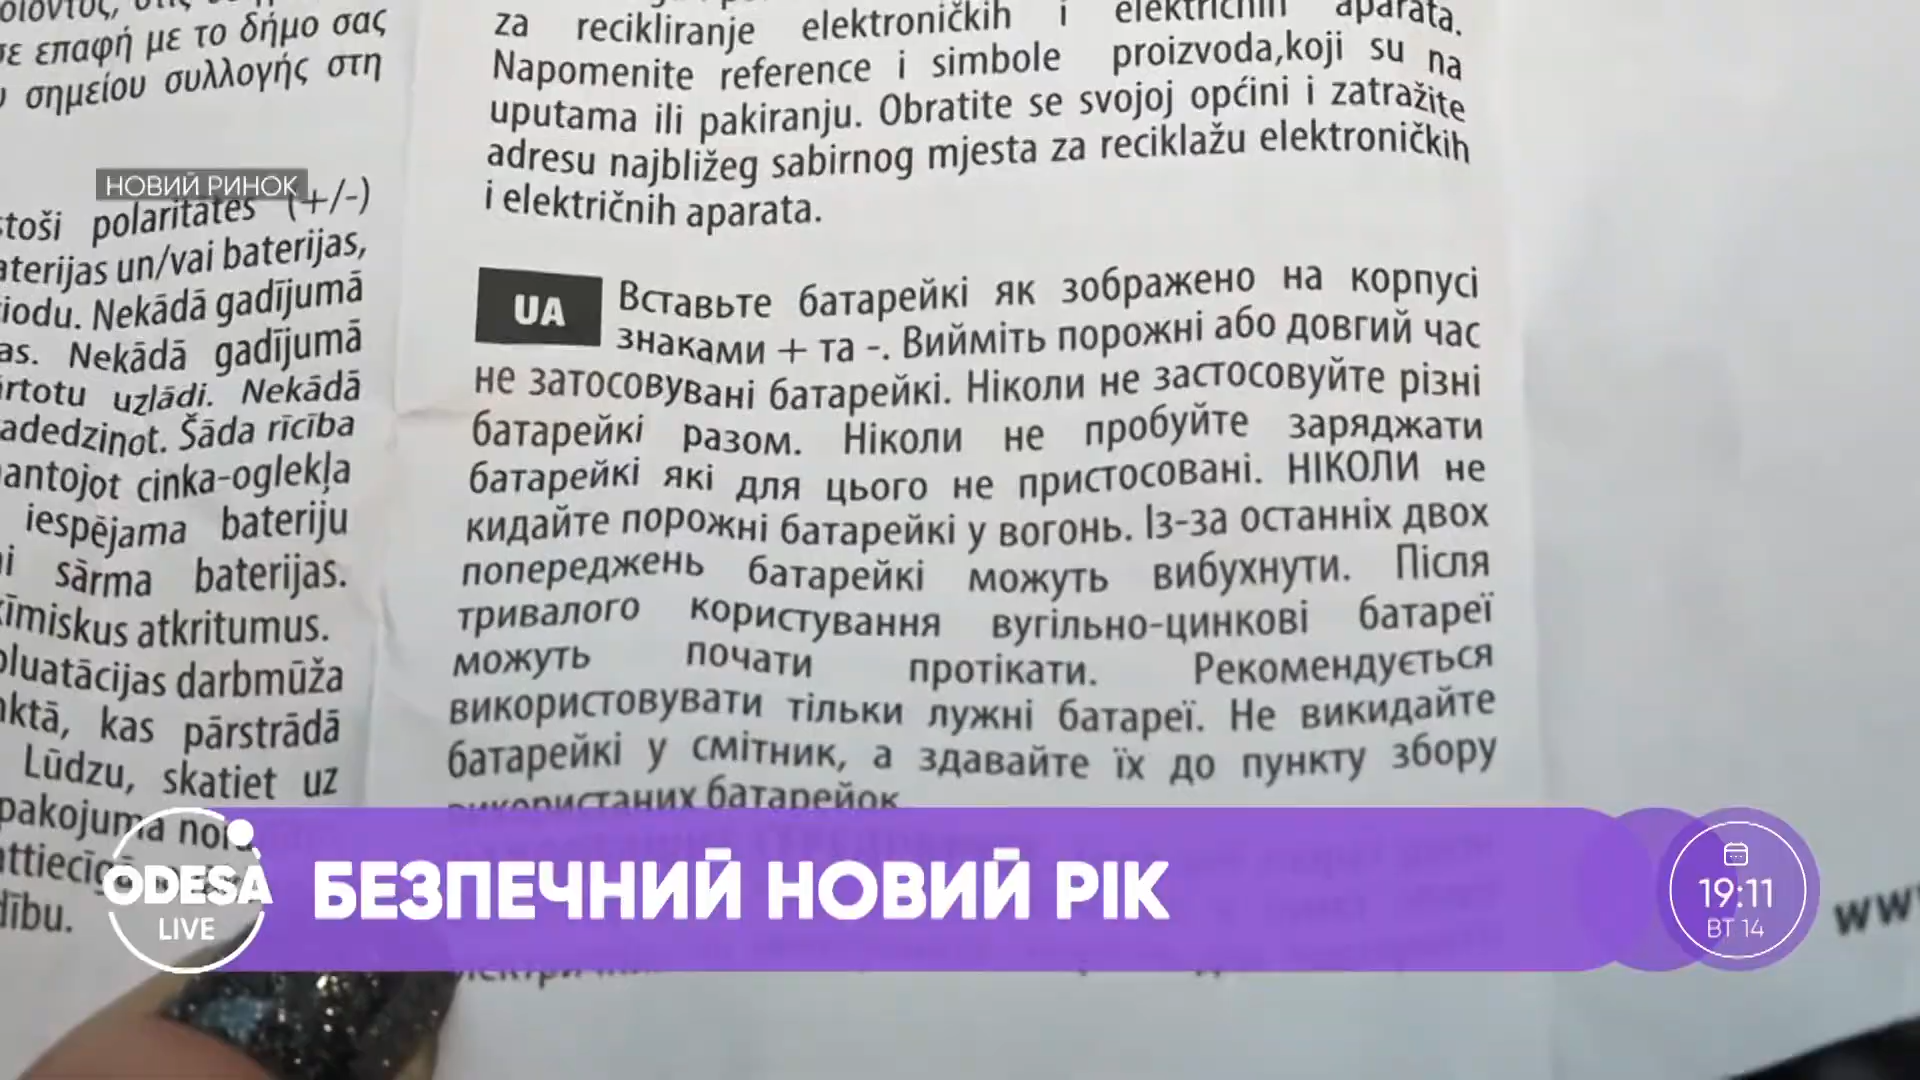 σε επαφή με το δήμο σας
σημείου συλλογής στη
НОВИЙ РИНОК
polaritātes (+/-)
un/vai baterijas,
Nekādā gadījumā
Nekādā gadījumā
uzlādi. Nekādā
Šāda rīcība
cinka-oglekļa
iespējama bateriju
sārma baterijas.
atkritumus.
darbmūža
kas pārstrādā
Lūdzu, skatiet uz
za recikliranje elektroničkih i električnih aparata.
Napomenite reference i simbole proizvoda,koji su na
uputama ili pakiranju. Obratite se svojoj općini i zatražite
adresu najbližeg sabirnog mjesta za reciklažu elektroničkih
i električnih aparata.
UA Вставьте батарейкі як зображено на корпусі
знаками + та -. Вийміть порожні або довгий час
не затосовувані батарейкі. Ніколи не застосовуйте різні
батарейкі разом. Ніколи не пробуйте заряджати
батарейкі які для цього не пристосовані. НІКОЛИ не
кидайте порожні батарейкі у вогонь. Із-за останніх двох
попереджень батарейкі можуть вибухнути. Після
тривалого користування вугільно-цинкові батареї
можуть почати протікати. Рекомендується
використовувати тільки лужні батареї. Не викидайте
батарейкі у смітник, а здавайте їх до пункту збору
використаних батарейок
ODESA
LIVE
БЕЗПЕЧНИЙ НОВИЙ РІК
19:11
ВТ 14